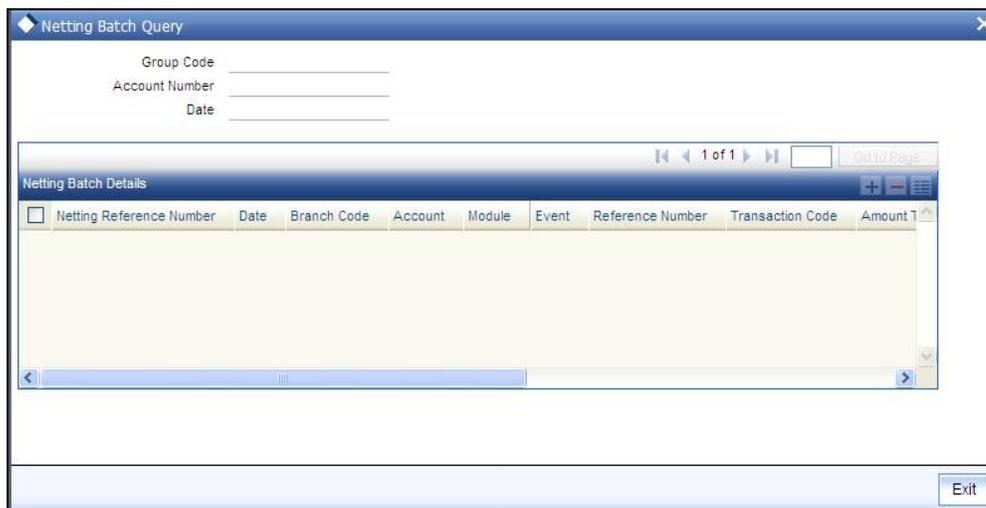 Netting Batch Query
Group Code
Account Number
Date
1 of 1 Go to Page
Netting Batch Details
Netting Reference Number Date Branch Code Account Module Event Reference Number Transaction Code Amount T
Exit